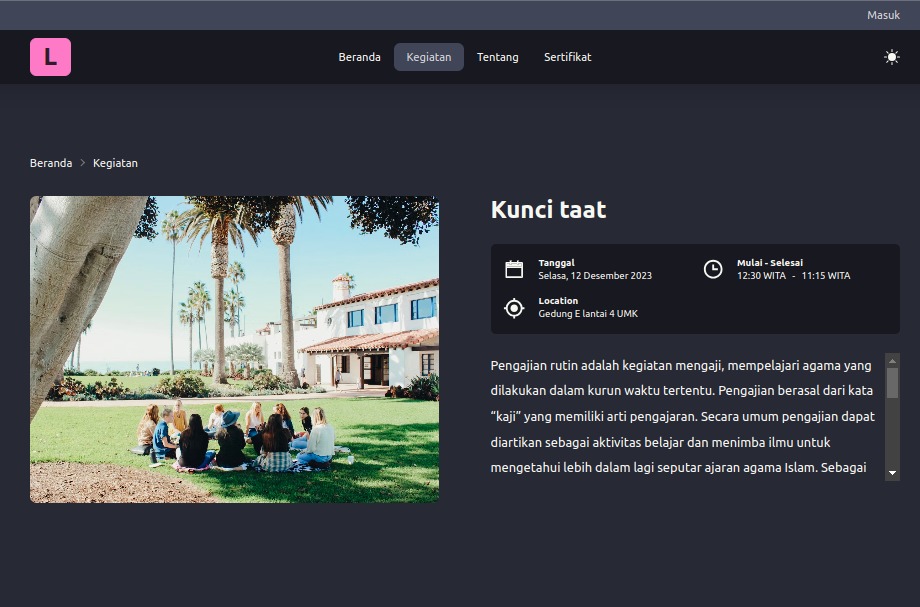 Masuk
L
Beranda
Kegiatan
Tentang
Sertifikat
Beranda > Kegiatan
Kunci taat
Tanggal
Selasa, 12 Desember 2023
Mulai - Selesai
12:30 WITA - 11:15 WITA
Location
Gedung E lantai 4 UMK
Pengajian rutin adalah kegiatan mengaji, mempelajari agama yang
dilakukan dalam kurun waktu tertentu. Pengajian berasal dari kata
“kaji” yang memiliki arti pengajaran. Secara umum pengajian dapat
diartikan sebagai aktivitas belajar dan menimba ilmu untuk
mengetahui lebih dalam lagi seputar ajaran agama Islam. Sebagai